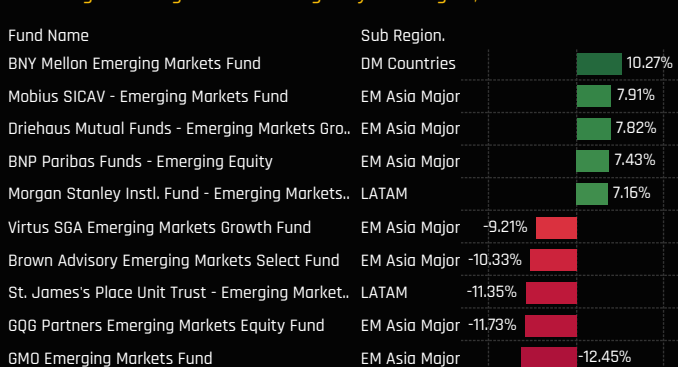 Fund Name Sub Region.
BNY Mellon Emerging Markets Fund DM Countries 10.27%
Mobius SICAV - Emerging Markets Fund EM Asia Major 7.91%
Driehaus Mutual Funds - Emerging Markets Gro.. EM Asia Major 7.82%
BNP Paribas Funds - Emerging Equity EM Asia Major 7.43%
Morgan Stanley Instl. Fund - Emerging Markets.. LATAM 7.16%
Virtus SGA Emerging Markets Growth Fund EM Asia Major -9.21%
Brown Advisory Emerging Markets Select Fund EM Asia Major -10.33%
St. James's Place Unit Trust - Emerging Market.. LATAM -11.35%
GQG Partners Emerging Markets Equity Fund EM Asia Major -11.73%
GMO Emerging Markets Fund EM Asia Major -12.45%